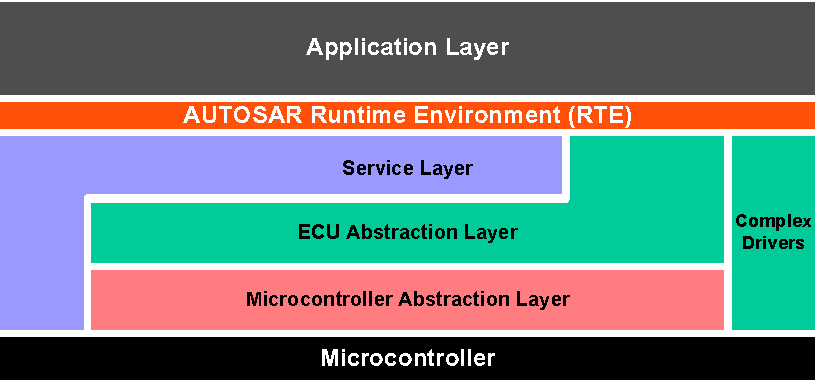 Application Layer
AUTOSAR Runtime Environment (RTE)
Service Layer
ECU Abstraction Layer
Complex
Drivers
Microcontroller Abstraction Layer
Microcontroller